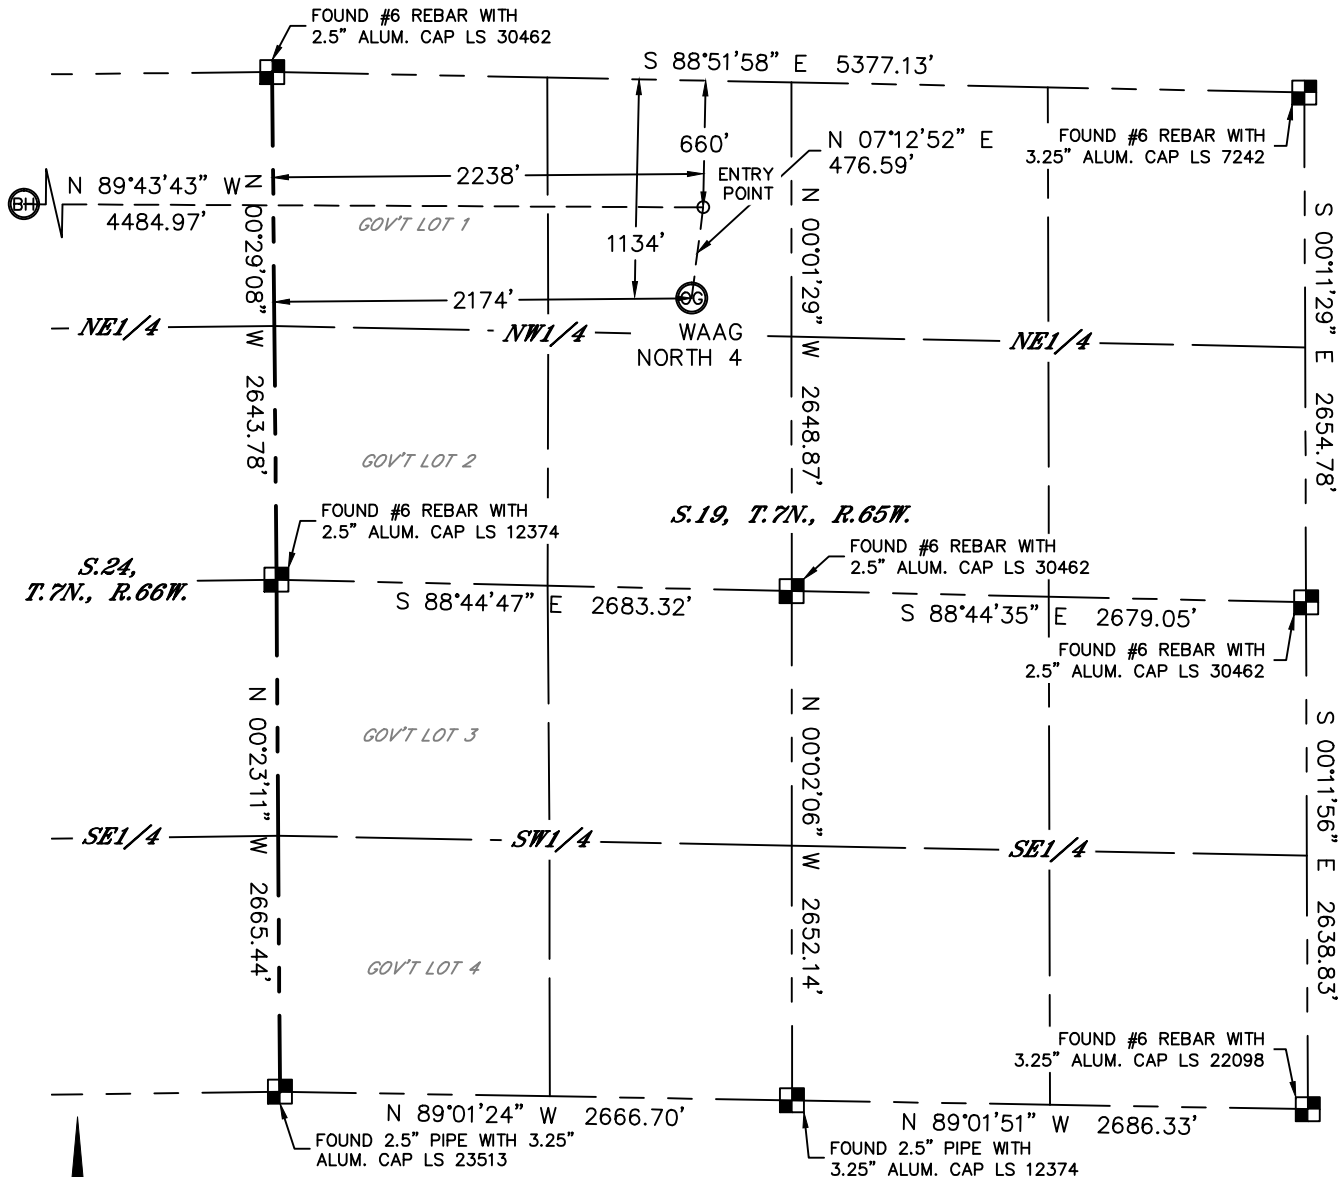 FOUND #6 REBAR WITH
2.5” ALUM. CAP LS 30462
S 88°51'58” E 5377.13'
FOUND #6 REBAR WITH
3.25” ALUM. CAP LS 7242
660'
N 07°12'52” E
476.59'
ENTRY
POINT
2238'
N 89°43'43” W
BH
4484.97'
GOV'T LOT 1
1134'
2174'
OG
WAAG
NORTH 4
N 00°29'08” W 2643.78'
N 00°01'29” W 2648.87'
S 00°11'29” E 2654.78'
NE1/4
NW1/4
NE1/4
GOV'T LOT 2
FOUND #6 REBAR WITH
2.5” ALUM. CAP LS 12374
S.19, T.7N., R.65W.
FOUND #6 REBAR WITH
2.5” ALUM. CAP LS 30462
S.24,
T.7N., R.66W.
S 88°44'47” E 2683.32'
S 88°44'35” E 2679.05'
FOUND #6 REBAR WITH
2.5” ALUM. CAP LS 30462
N 00°23'11” W 2665.44'
N 00°02'06” W 2652.14'
S 00°11'56” E 2638.83'
GOV'T LOT 3
SE1/4
SW1/4
SE1/4
GOV'T LOT 4
FOUND #6 REBAR WITH
3.25” ALUM. CAP LS 22098
N 89°01'24” W 2666.70'
N 89°01'51” W 2686.33'
FOUND 2.5” PIPE WITH 3.25”
ALUM. CAP LS 23513
FOUND 2.5” PIPE WITH
3.25” ALUM. CAP LS 12374